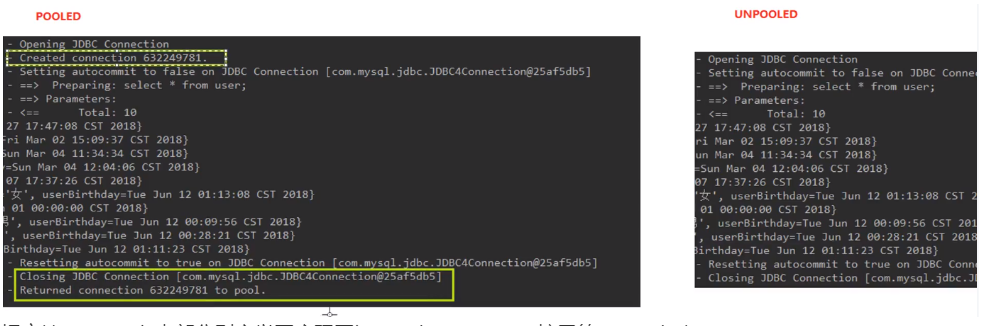 POOLED
- Opening JDBC Connection
- Created connection 632249781.
- Setting autocommit to false on JDBC Connection [com.mysql.jdbc.JDBC4Connection@25af5db5]
- ==>  Preparing: select * from user;
- ==> Parameters:
- <==      Total: 10
27 17:47:08 CST 2018}
Fri Mar 02 15:09:37 CST 2018}
Sun Mar 04 11:34:34 CST 2018}
=Sun Mar 04 12:04:06 CST 2018}
07 17:37:26 CST 2018}
'女', userBirthday=Tue Jun 12 01:13:08 CST 2018}
01 00:00:00 CST 2018}
', userBirthday=Tue Jun 12 00:09:56 CST 2018}
', userBirthday=Tue Jun 12 00:28:21 CST 2018}
Birthday=Tue Jun 12 01:11:23 CST 2018}
- Resetting autocommit to true on JDBC Connection [com.mysql.jdbc.JDBC4Connection@25af5db5]
- Closing JDBC Connection [com.mysql.jdbc.JDBC4Connection@25af5db5]
- Returned connection 632249781 to pool.
UNPOOLED
- Opening JDBC Connection
- Setting autocommit to false on JDBC Conne
- ==>  Preparing: select * from user;
- ==> Parameters:
- <==      Total: 10
27 17:47:08 CST 2018}
ri Mar 02 15:09:37 CST 2018}
un Mar 04 11:34:34 CST 2018}
=Sun Mar 04 12:04:06 CST 2018}
07 17:37:26 CST 2018}
'女', userBirthday=Tue Jun 12 01:13:08 CST 2
01 00:00:00 CST 2018}
', userBirthday=Tue Jun 12 00:09:56 CST 201
', userBirthday=Tue Jun 12 00:28:21 CST 2018
Birthday=Tue Jun 12 01:11:23 CST 2018}
- Resetting autocommit to true on JDBC Conn
- Closing JDBC Connection [com.mysql.jdbc.J